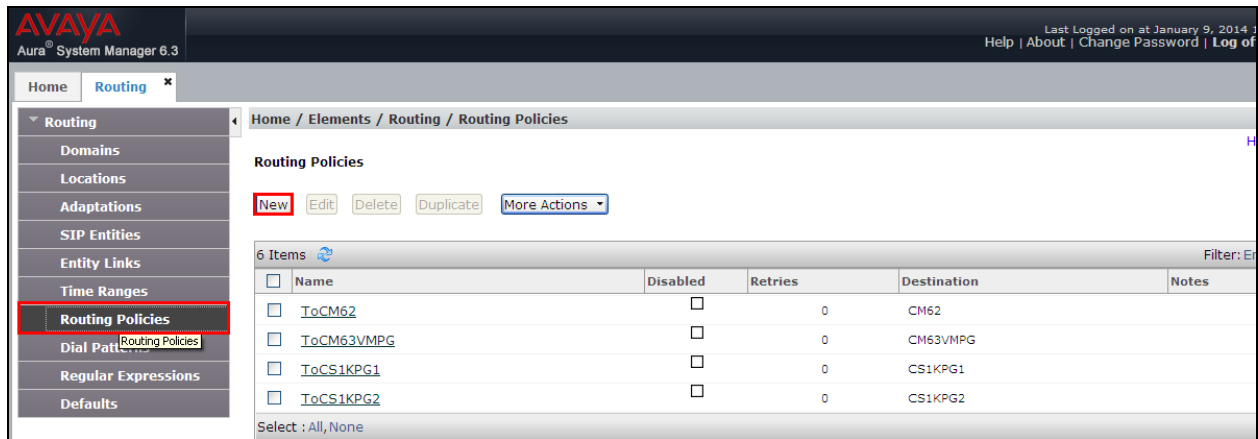 AVAYA
Aura® System Manager 6.3
Last Logged on at January 9, 2014 1
Help | About | Change Password | Log of
Home
Routing ×
Routing
Domains
Locations
Adaptations
SIP Entities
Entity Links
Time Ranges
Routing Policies
Dial Patterns
Routing Policies
Regular Expressions
Defaults
Home / Elements / Routing / Routing Policies
H
Routing Policies
New Edit Delete Duplicate More Actions
6 Items Filter: En
Name Disabled Retries Destination Notes
ToCM62 0 CM62
ToCM63VMPG 0 CM63VMPG
ToCS1KPG1 0 CS1KPG1
ToCS1KPG2 0 CS1KPG2
Select : All, None